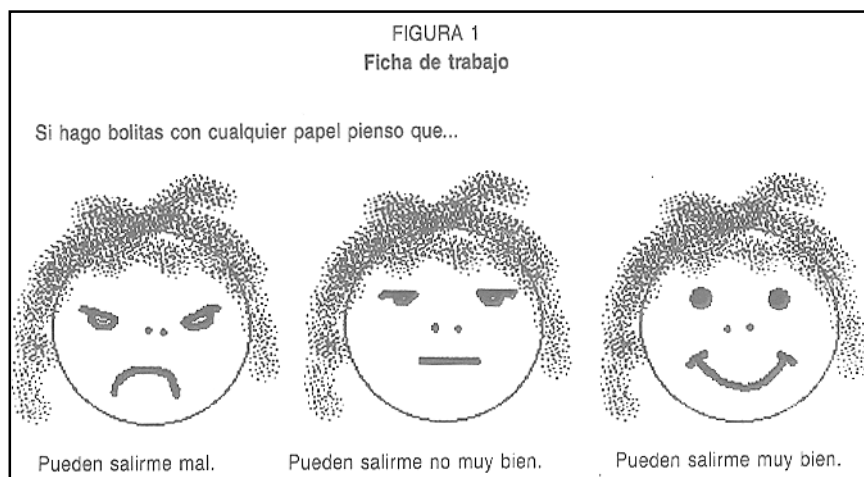 FIGURA 1
Ficha de trabajo
Si hago bolitas con cualquier papel pienso que...
Pueden salirme mal.
Pueden salirme no muy bien.
Pueden salirme muy bien.